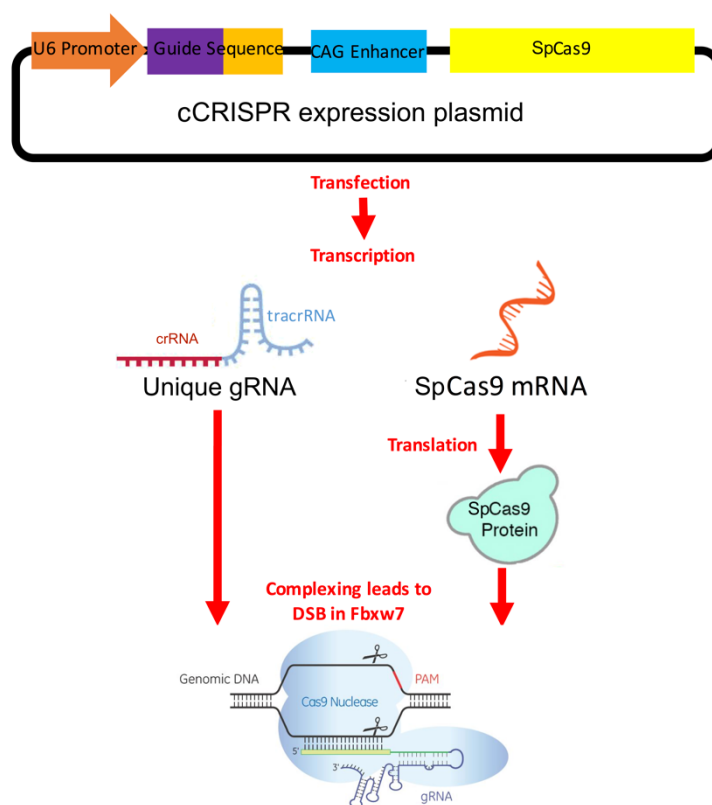 U6 Promoter
Guide Sequence
CAG Enhancer
SpCas9
cCRISPR expression plasmid
Transfection
Transcription
crRNA
tracrRNA
Unique gRNA
SpCas9 mRNA
Translation
SpCas9
Protein
Complexing leads to
DSB in Fbxw7
Genomic DNA
PAM
Cas9 Nuclease
5'
3'
gRNA